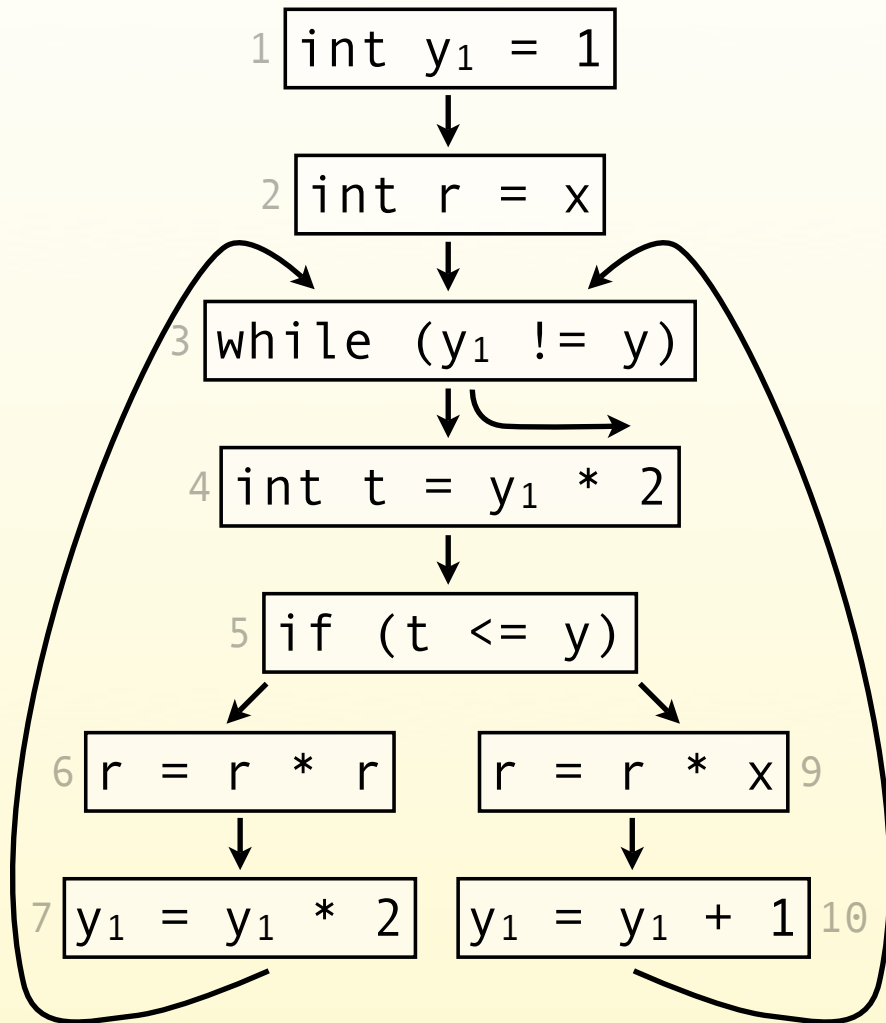 1 int y₁ = 1
2 int r = x
3 while (y₁ != y)
4 int t = y₁ * 2
5 if (t <= y)
6 r = r * r
r = r * x 9
7 y₁ = y₁ * 2
y₁ = y₁ + 1 10